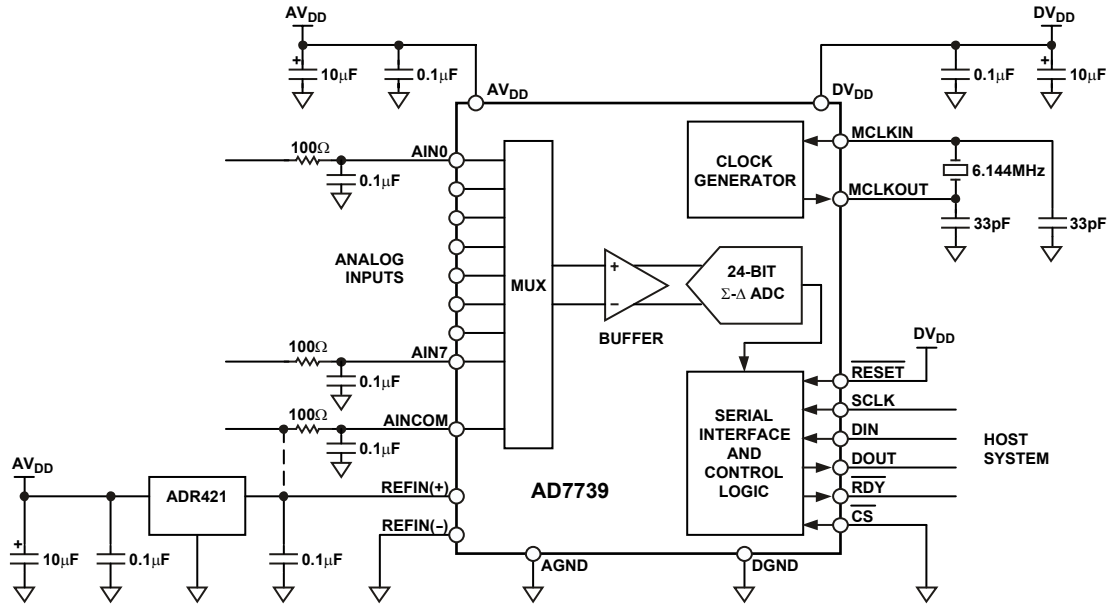 AVDD
DVDD
+
10μF
0.1μF
0.1μF
+
10μF
AVDD
DVDD
100Ω
AIN0
0.1μF
MCLKIN
CLOCK
GENERATOR
6.144MHz
MCLKOUT
33pF
33pF
ANALOG
INPUTS
MUX
+
−
BUFFER
24-BIT
Σ-Δ ADC
DVDD
100Ω
AIN7
0.1μF
RESET
SCLK
DIN
DOUT
RDY
CS
HOST
SYSTEM
SERIAL
INTERFACE
AND
CONTROL
LOGIC
100Ω
AINCOM
0.1μF
AVDD
ADR421
REFIN(+)
REFIN(−)
AD7739
+
10μF
0.1μF
0.1μF
AGND
DGND